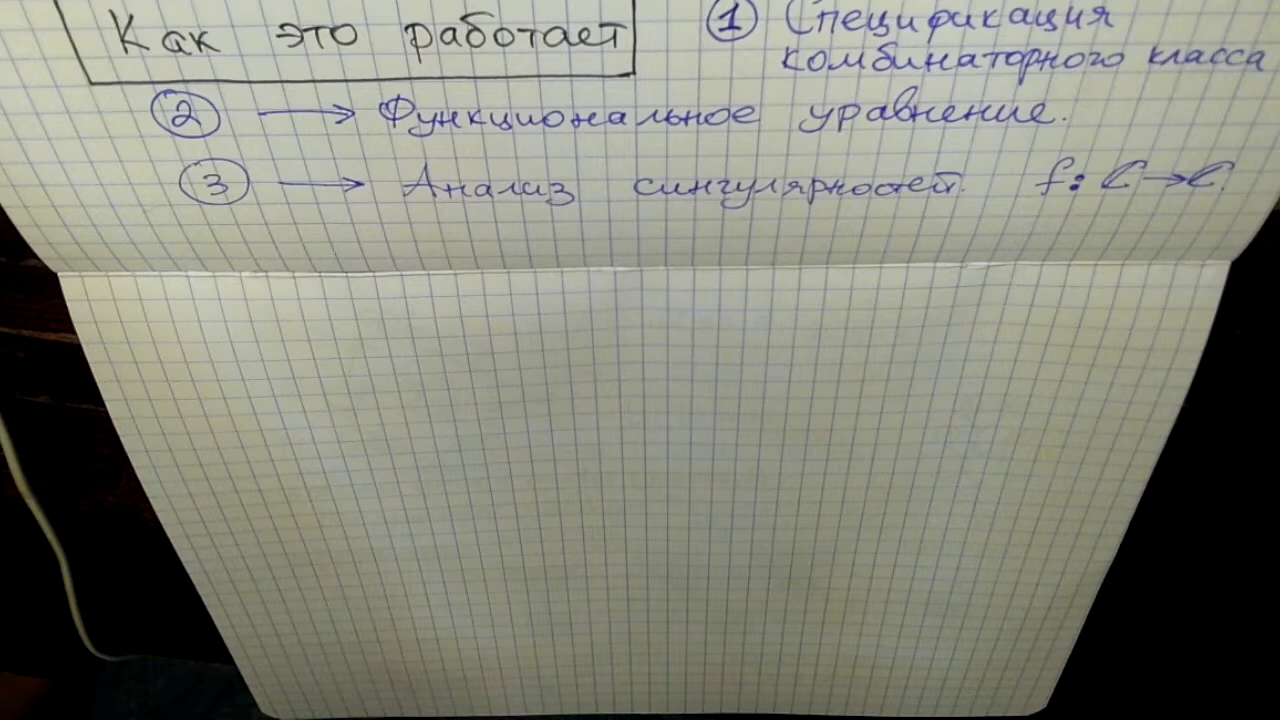 Как это работает
① Спецификация
комбинаторного класса
② → Функциональное уравнение.
③ → Анализ сингулярностей. f: ℂ→ℂ.